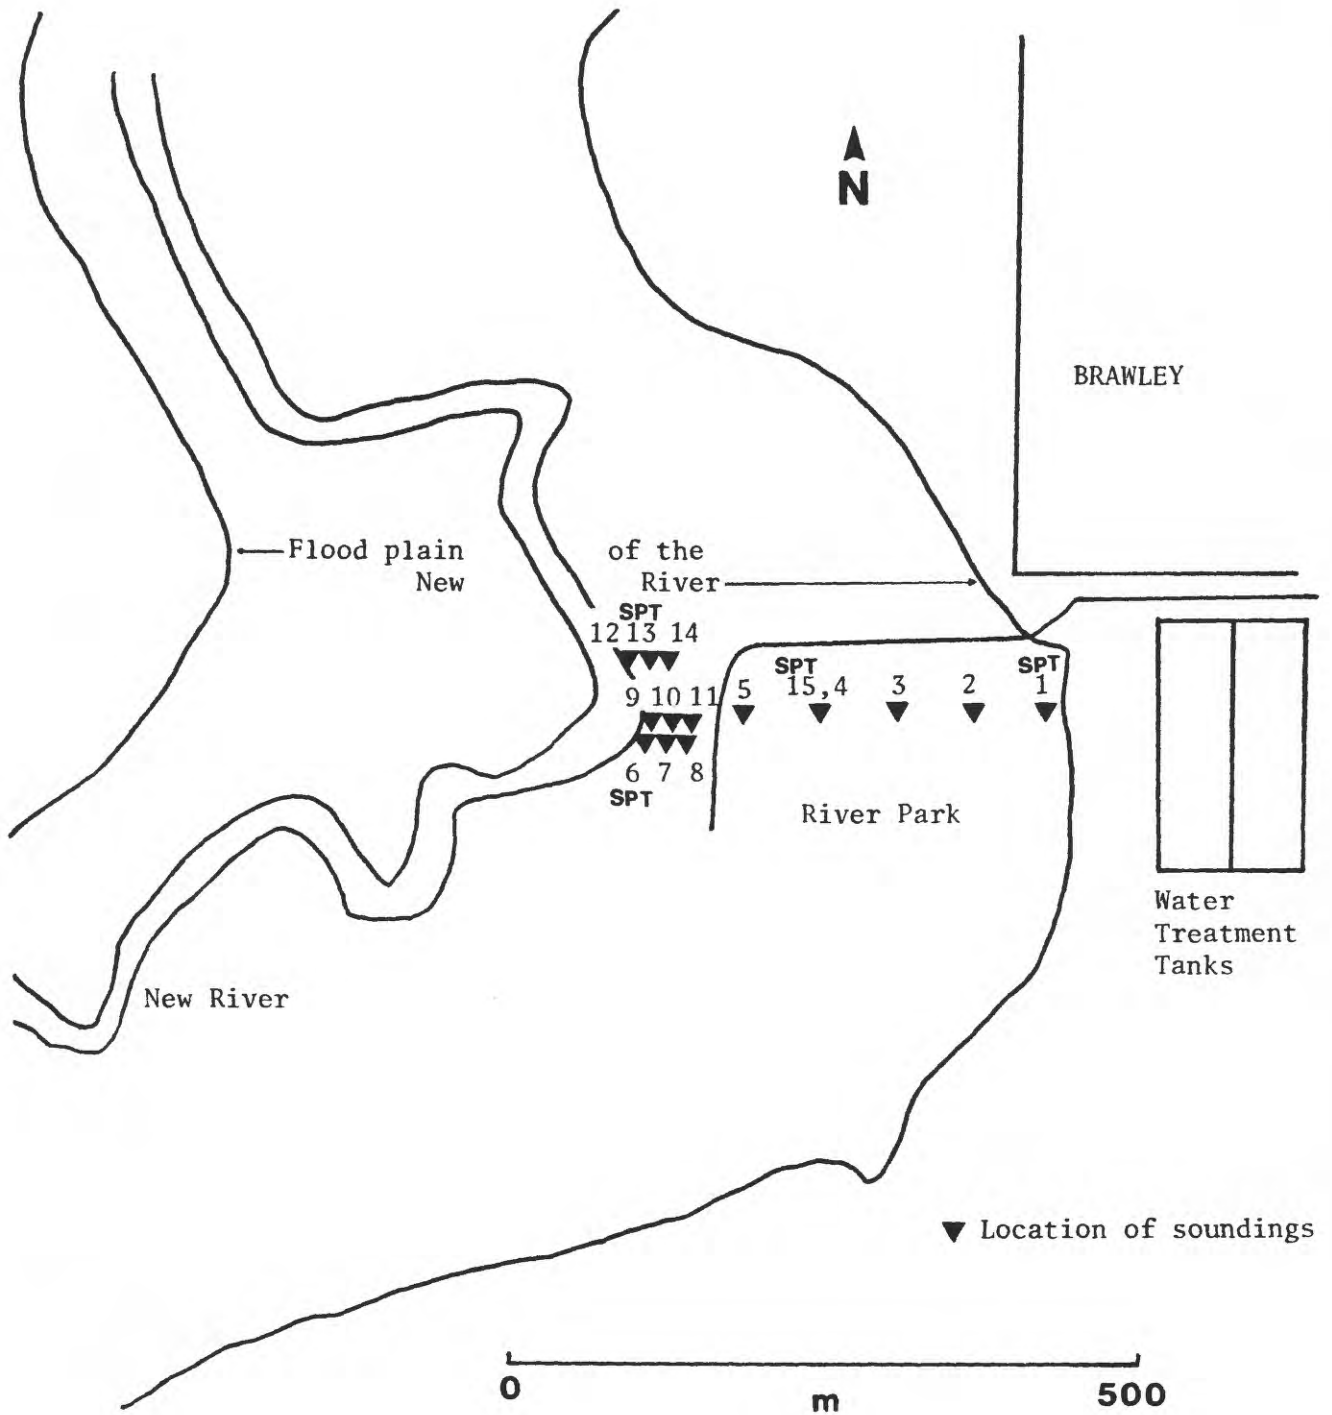 N
BRAWLEY
Flood plain of the
New River
SPT
12 13 14
SPT SPT
9 10 11 5 15,4 3 2 1
6 7 8
SPT
River Park
Water
Treatment
Tanks
New River
Location of soundings
0 m 500